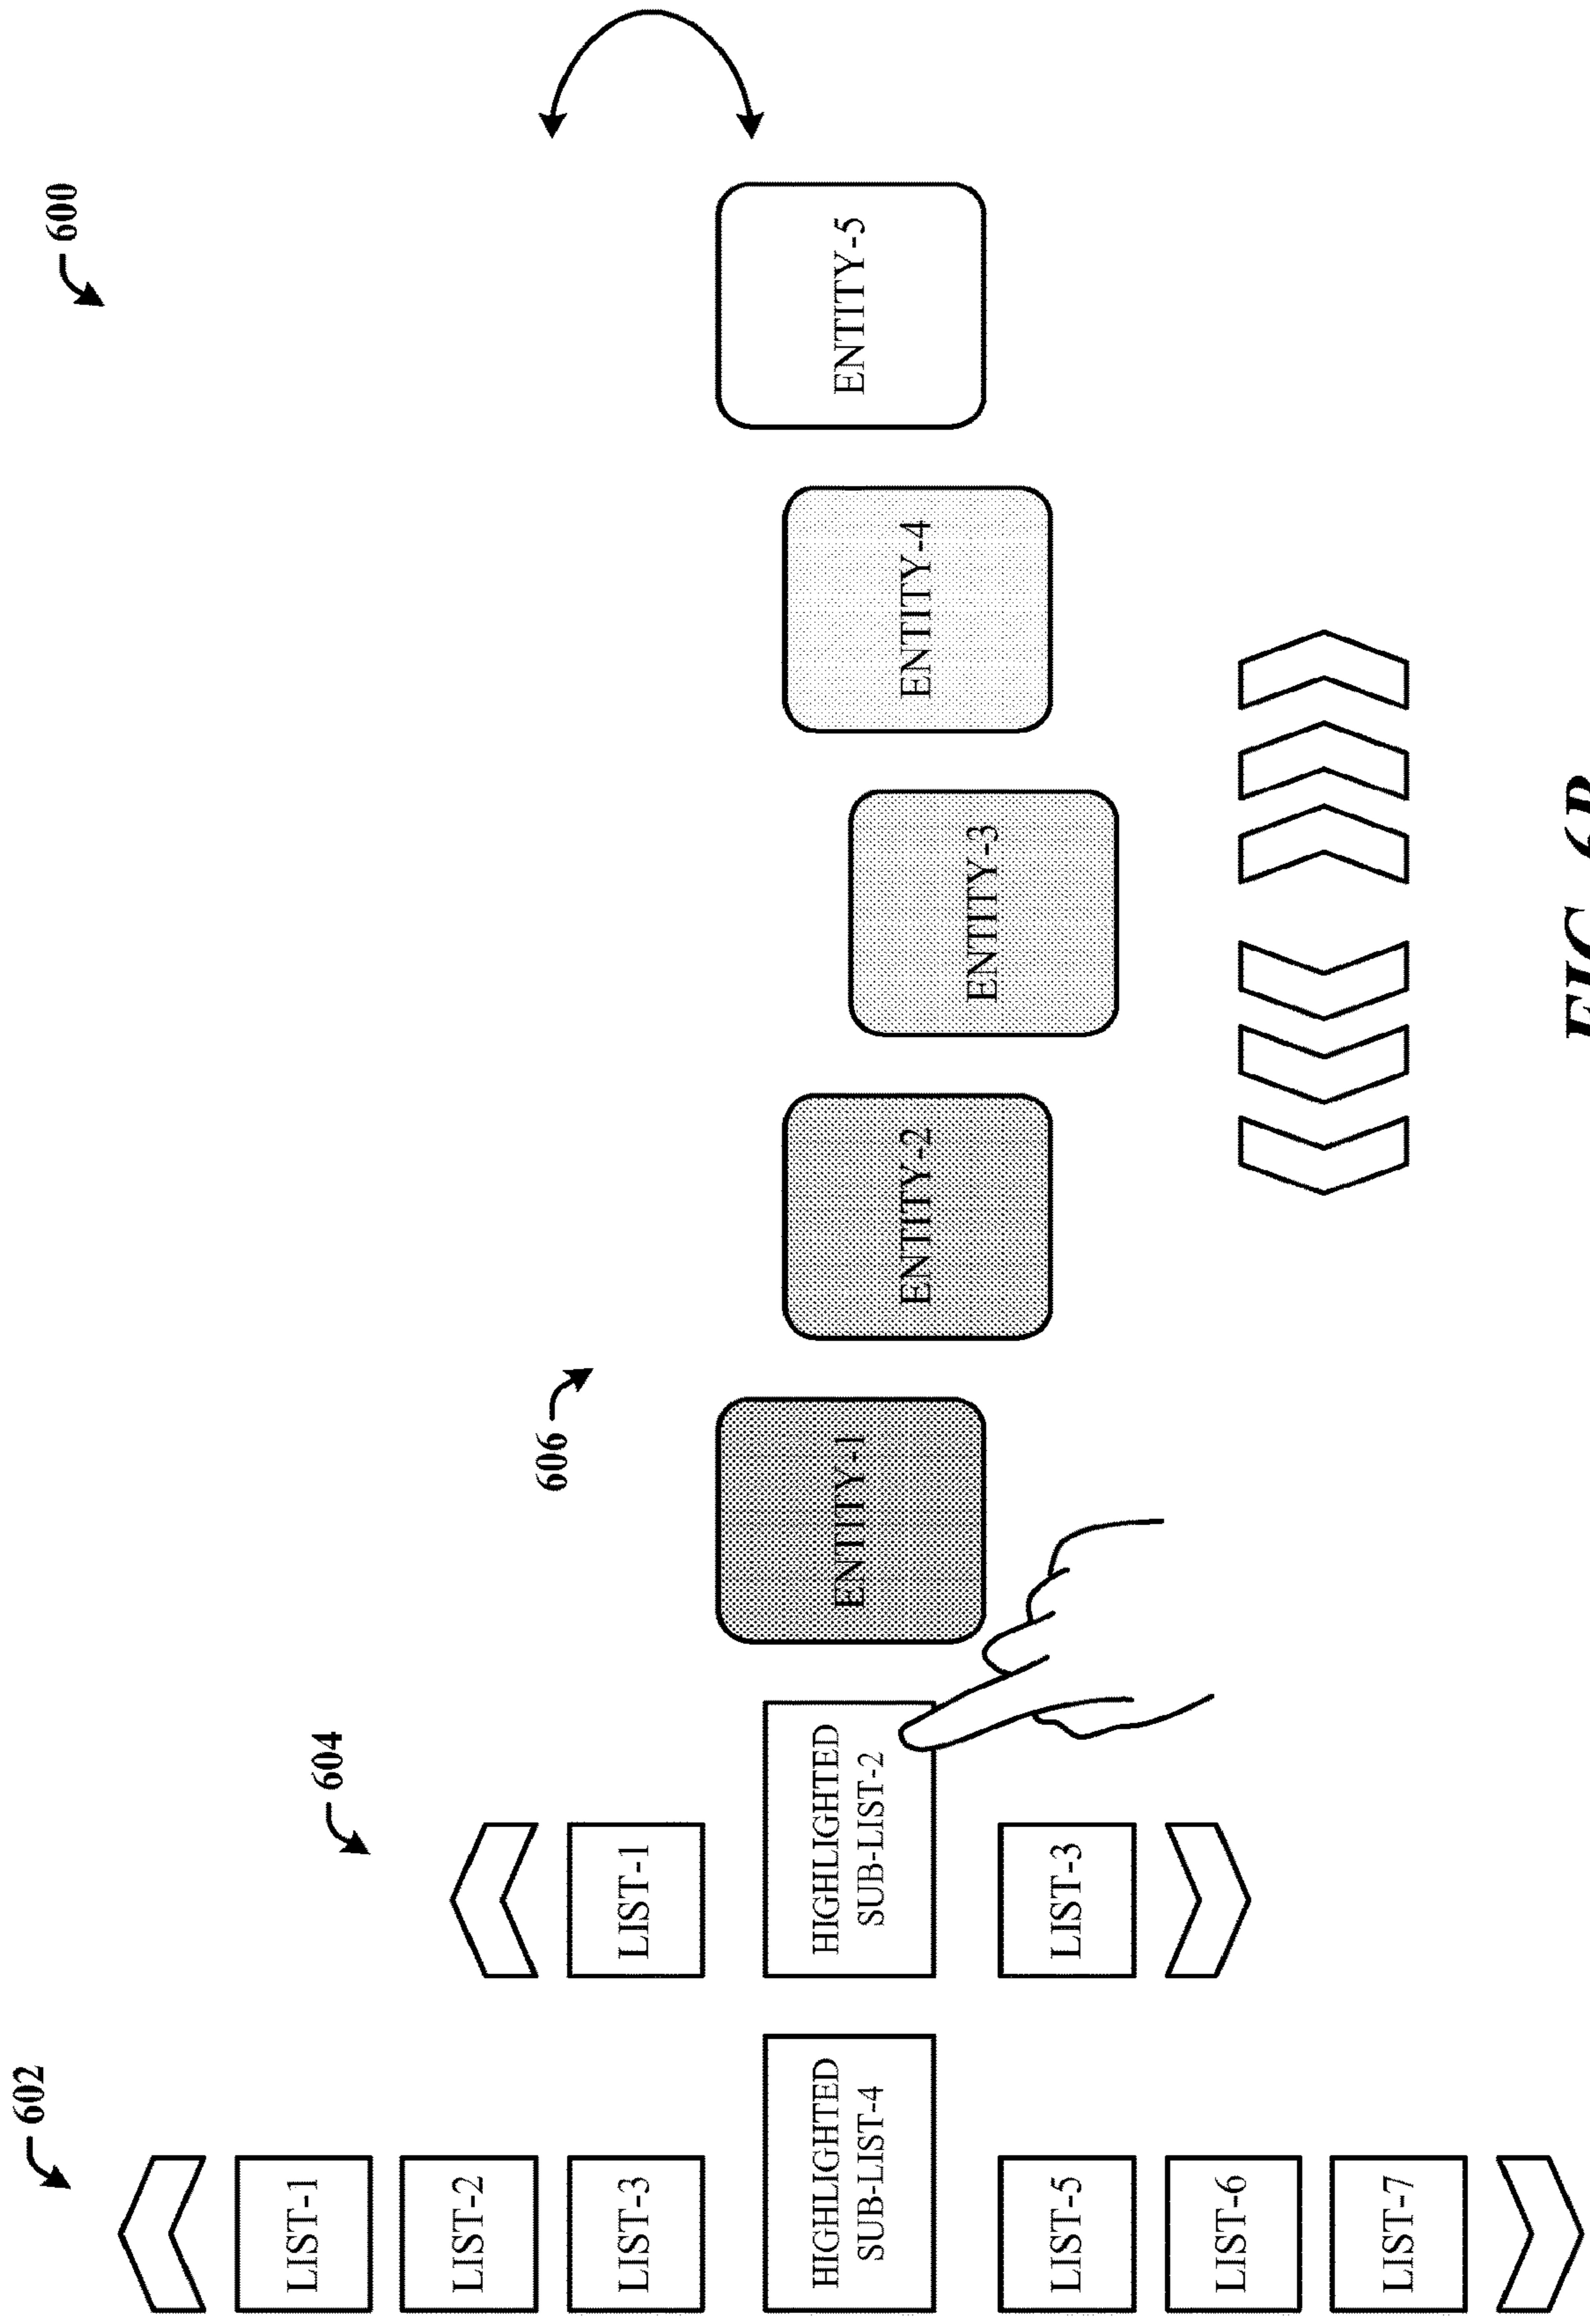 600
602
604
606
LIST-1
LIST-2
LIST-3
HIGHLIGHTED
SUB-LIST-4
LIST-5
LIST-6
LIST-7
LIST-1
HIGHLIGHTED
SUB-LIST-2
LIST-3
ENTITY-1
ENTITY-2
ENTITY-3
ENTITY-4
ENTITY-5
FIG